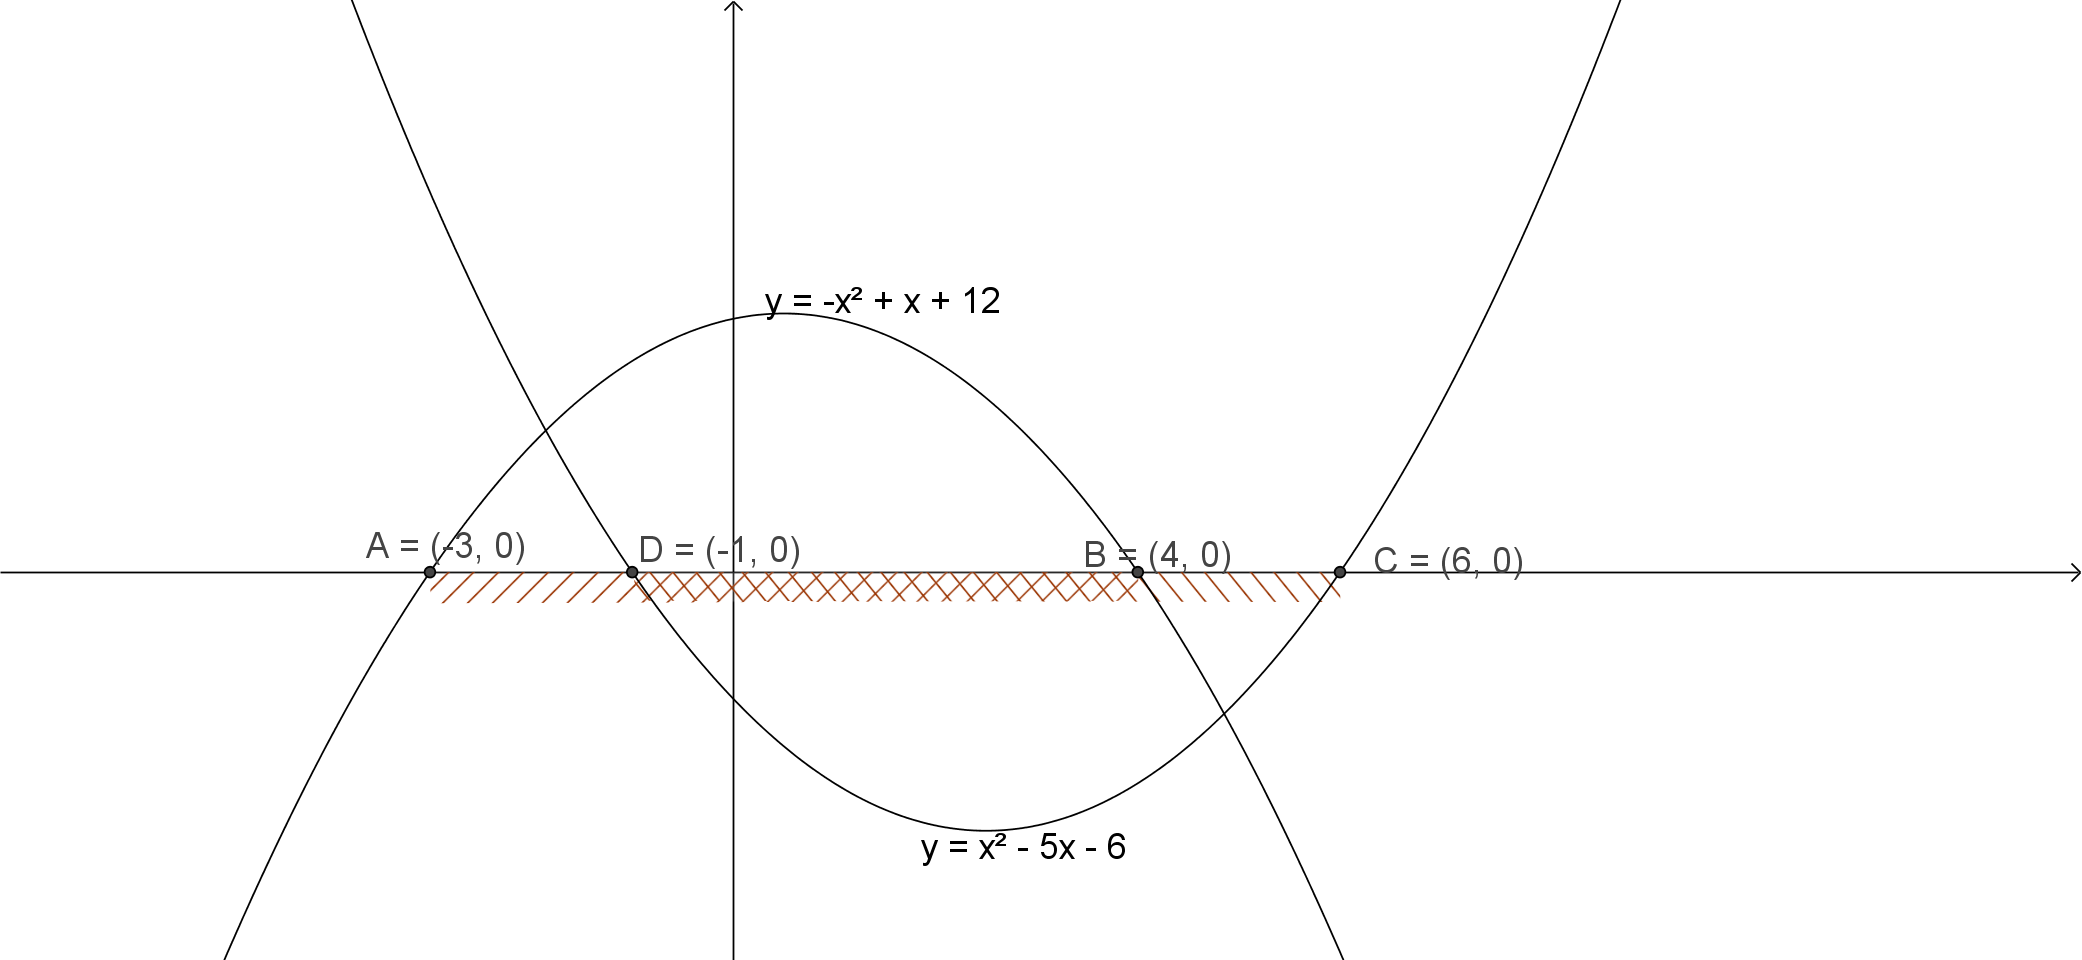 y = -x² + x + 12
A = (-3, 0)
D = (-1, 0)
B = (4, 0)
C = (6, 0)
y = x² - 5x - 6